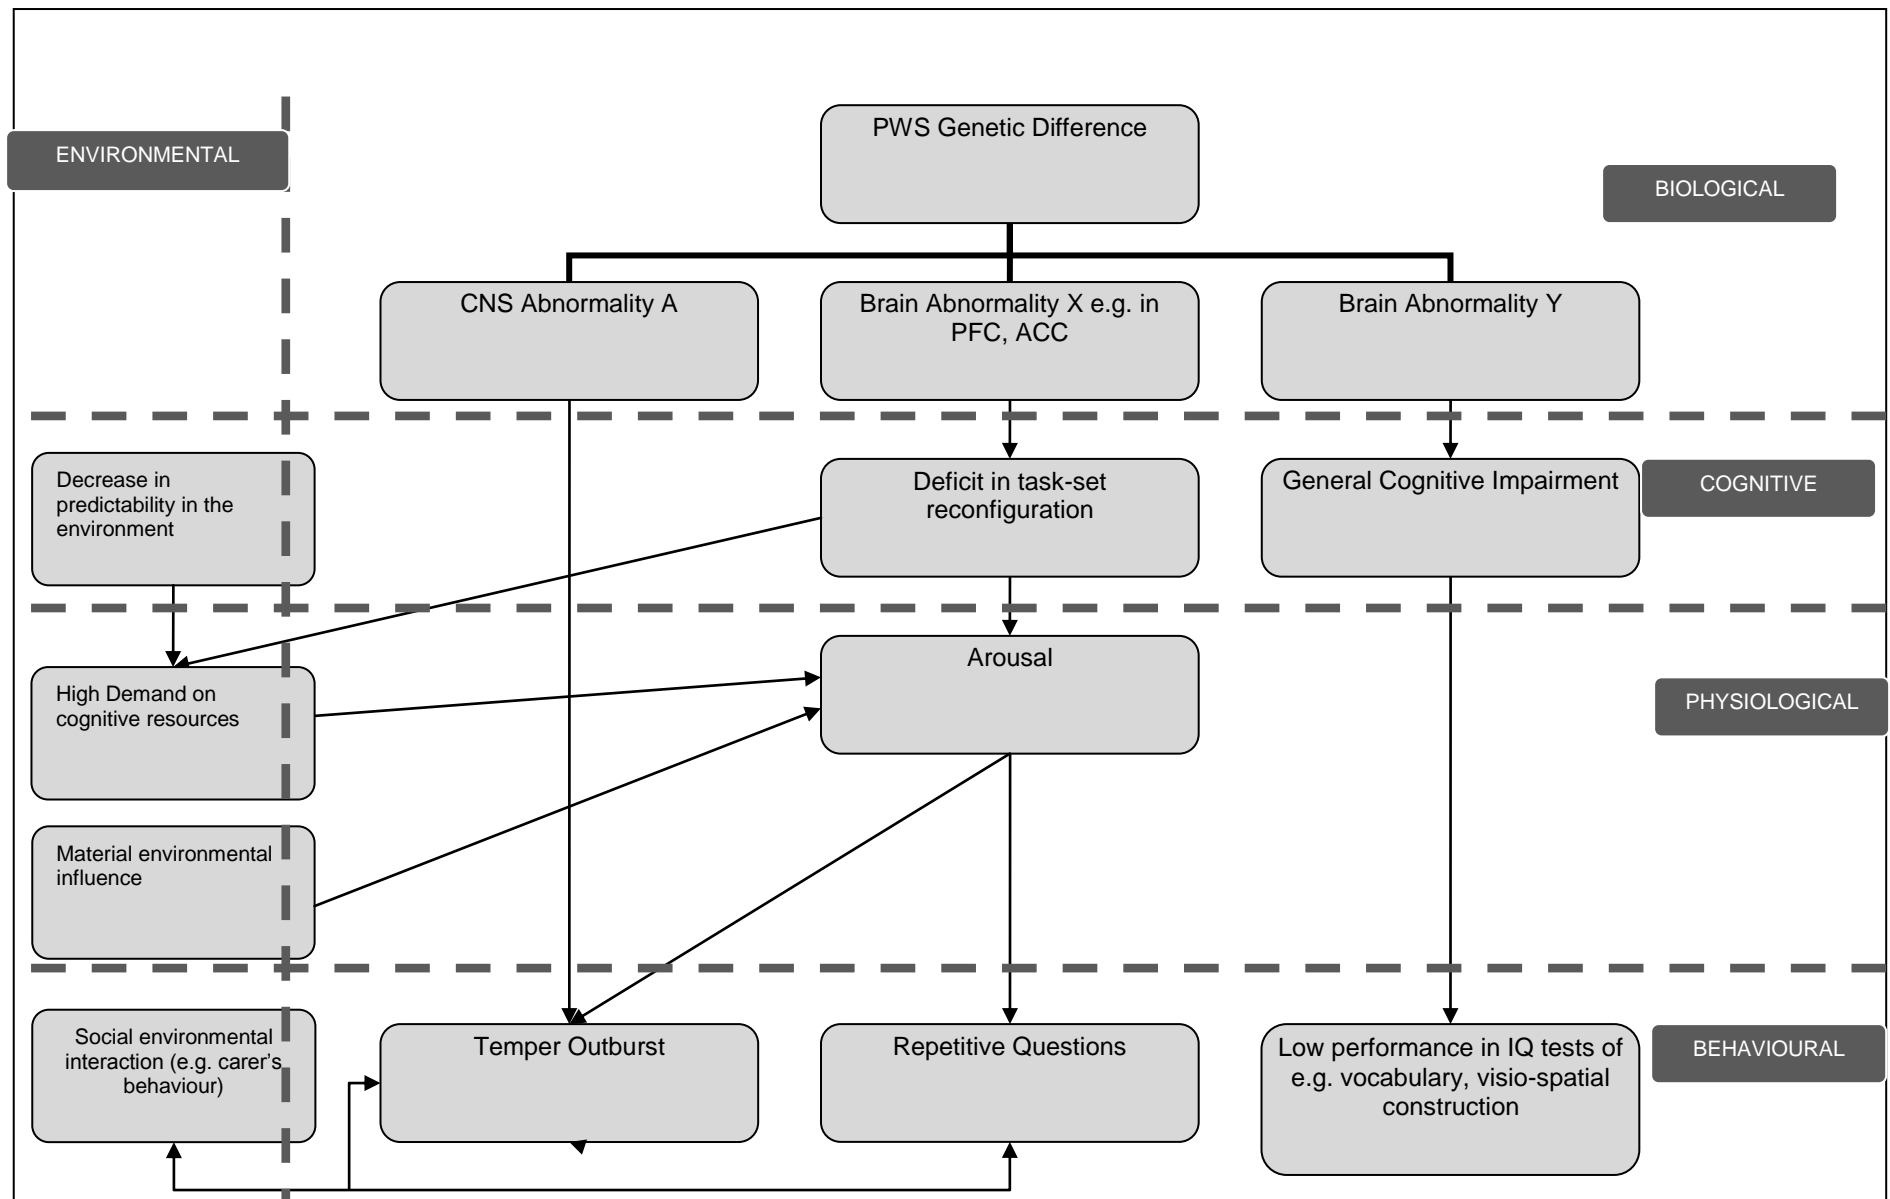 PWS Genetic Difference
ENVIRONMENTAL
BIOLOGICAL
CNS Abnormality A
Brain Abnormality X e.g. in
PFC, ACC
Brain Abnormality Y
Decrease in
predictability in the
environment
Deficit in task-set
reconfiguration
General Cognitive Impairment
COGNITIVE
High Demand on
cognitive resources
Arousal
PHYSIOLOGICAL
Material environmental
influence
Social environmental
interaction (e.g. carer's
behaviour)
Temper Outburst
Repetitive Questions
Low performance in IQ tests of
e.g. vocabulary, visio-spatial
construction
BEHAVIOURAL